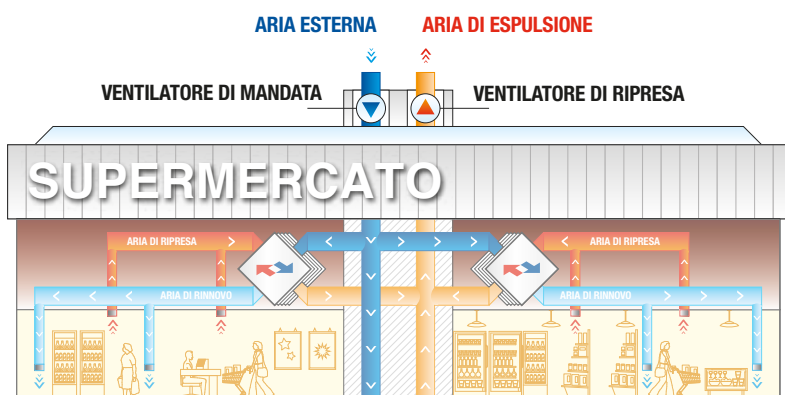 ARIA ESTERNA
ARIA DI ESPULSIONE
VENTILATORE DI MANDATA
VENTILATORE DI RIPRESA
SUPERMERCATO
ARIA DI RIPRESA
ARIA DI RIPRESA
ARIA DI RINNOVO
ARIA DI RINNOVO